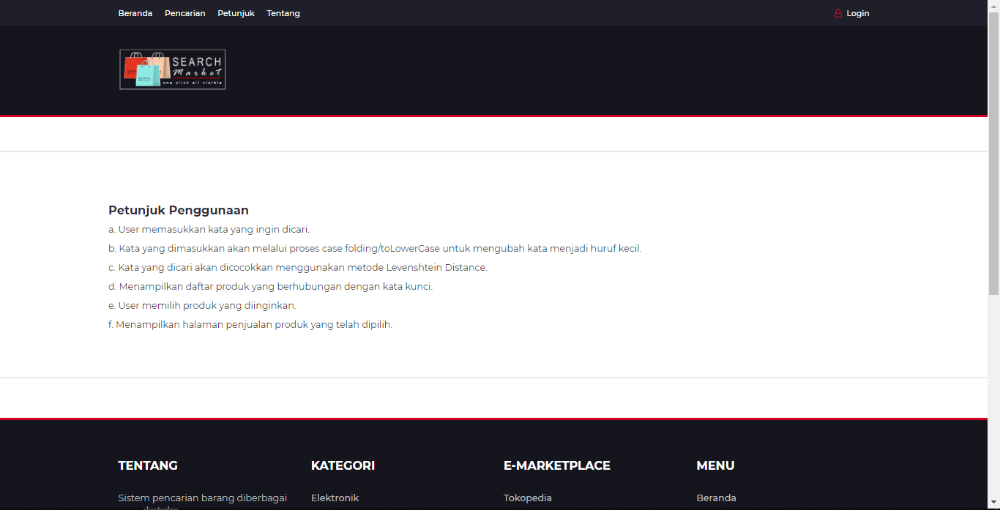 Beranda Pencarian Petunjuk Tentang Login
SEARCH
Market
one click all visible
Petunjuk Penggunaan
a. User memasukkan kata yang ingin dicari.
b. Kata yang dimasukkan akan melalui proses case folding/toLowerCase untuk mengubah kata menjadi huruf kecil.
c. Kata yang dicari akan dicocokkan menggunakan metode Levenshtein Distance.
d. Menampilkan daftar produk yang berhubungan dengan kata kunci.
e. User memilih produk yang diinginkan.
f. Menampilkan halaman penjualan produk yang telah dipilih.
TENTANG KATEGORI E-MARKETPLACE MENU
Sistem pencarian barang diberbagai Elektronik Tokopedia Beranda